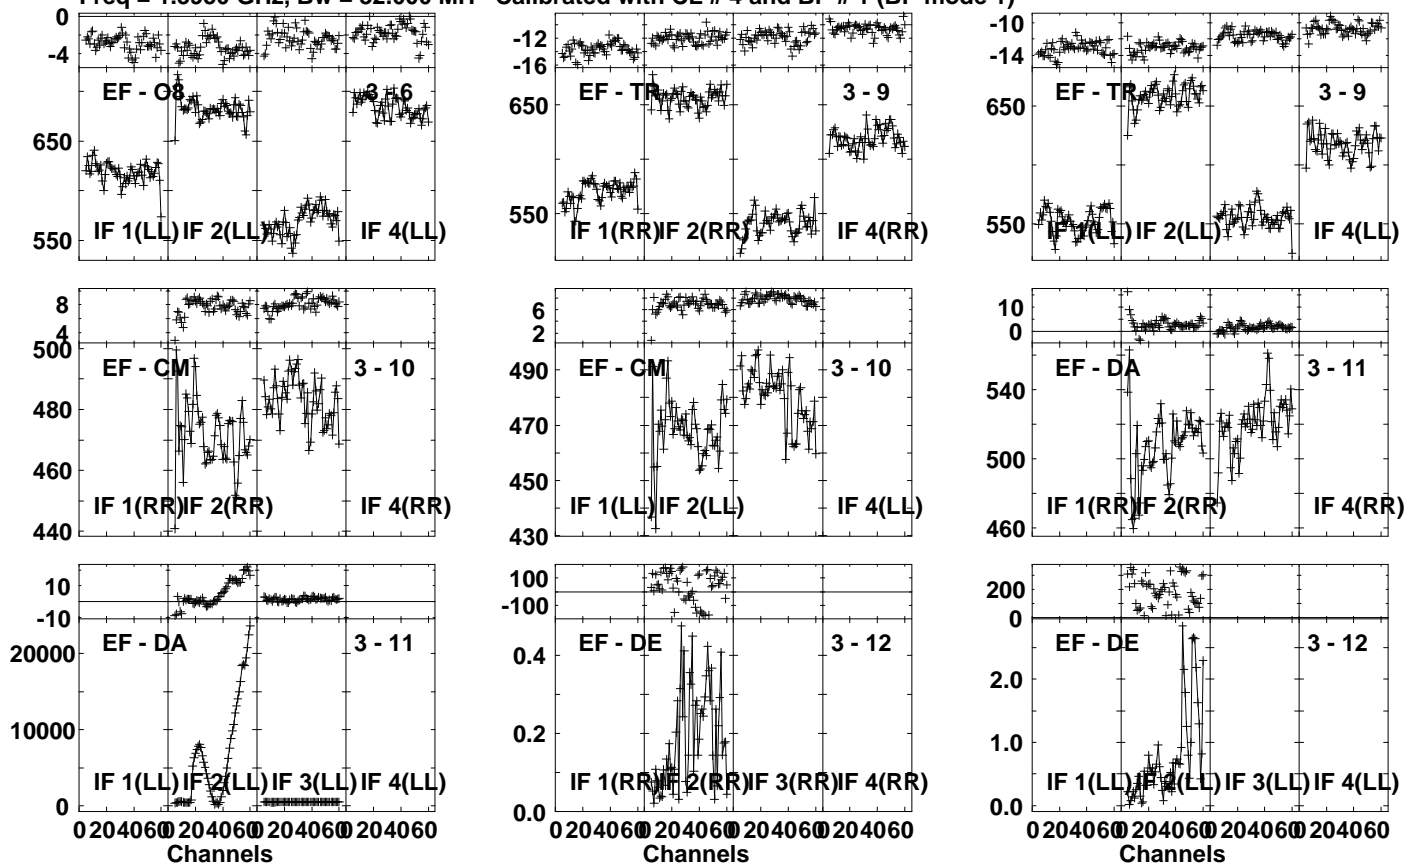 Freq = GHz, Bw = MH Calibrated with CL # 4 and BP # 1 (BP mode 1)
0
-4
EF - O8
3 - 6
650
550
IF 1(LL) IF 2(LL) IF 4(LL)
-12
-16
EF - TR
3 - 9
650
550
IF 1(RR) IF 2(RR) IF 4(RR)
-10
-14
EF - TR
3 - 9
650
550
IF 1(LL) IF 2(LL) IF 4(LL)
8
4
500
EF - CM
3 - 10
480
460
440
IF 1(RR) IF 2(RR) IF 4(RR)
6
2
EF - CM
3 - 10
490
470
450
430
IF 1(LL) IF 2(LL) IF 4(LL)
10
0
EF - DA
3 - 11
540
500
460
IF 1(RR) IF 2(RR) IF 4(RR)
10
-10
EF - DA
3 - 11
20000
10000
0
IF 1(LL) IF 2(LL) IF 3(LL) IF 4(LL)
0 204060 0 204060 0 204060 0 204060
Channels
100
-100
EF - DE
3 - 12
0.4
0.2
0.0
IF 1(RR) IF 2(RR) IF 3(RR) IF 4(RR)
0 204060 0 204060 0 204060 0 204060
Channels
200
0
EF - DE
3 - 12
2.0
1.0
0.0
IF 1(LL) IF 2(LL) IF 3(LL) IF 4(LL)
0 204060 0 204060 0 204060 0 204060
Channels